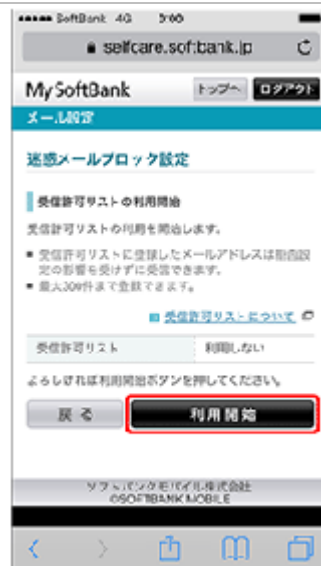 SoftBank 4G 5:00
selfcare.softbank.jp
My SoftBank トップへ ログアウト
メール設定
迷惑メールブロック設定
受信許可リストの利用開始
受信許可リストの利用を開始します。
受信許可リストに登録したメールアドレスは他の設
定の影響を受けずに受信できます。
最大300件まで登録できます。
受信許可リストについて
受信許可リスト 利用しない
よろしければ利用開始ボタンを押してください。
戻る 利用開始
ソフトバンクモバイル株式会社
©SOFTBANK MOBILE